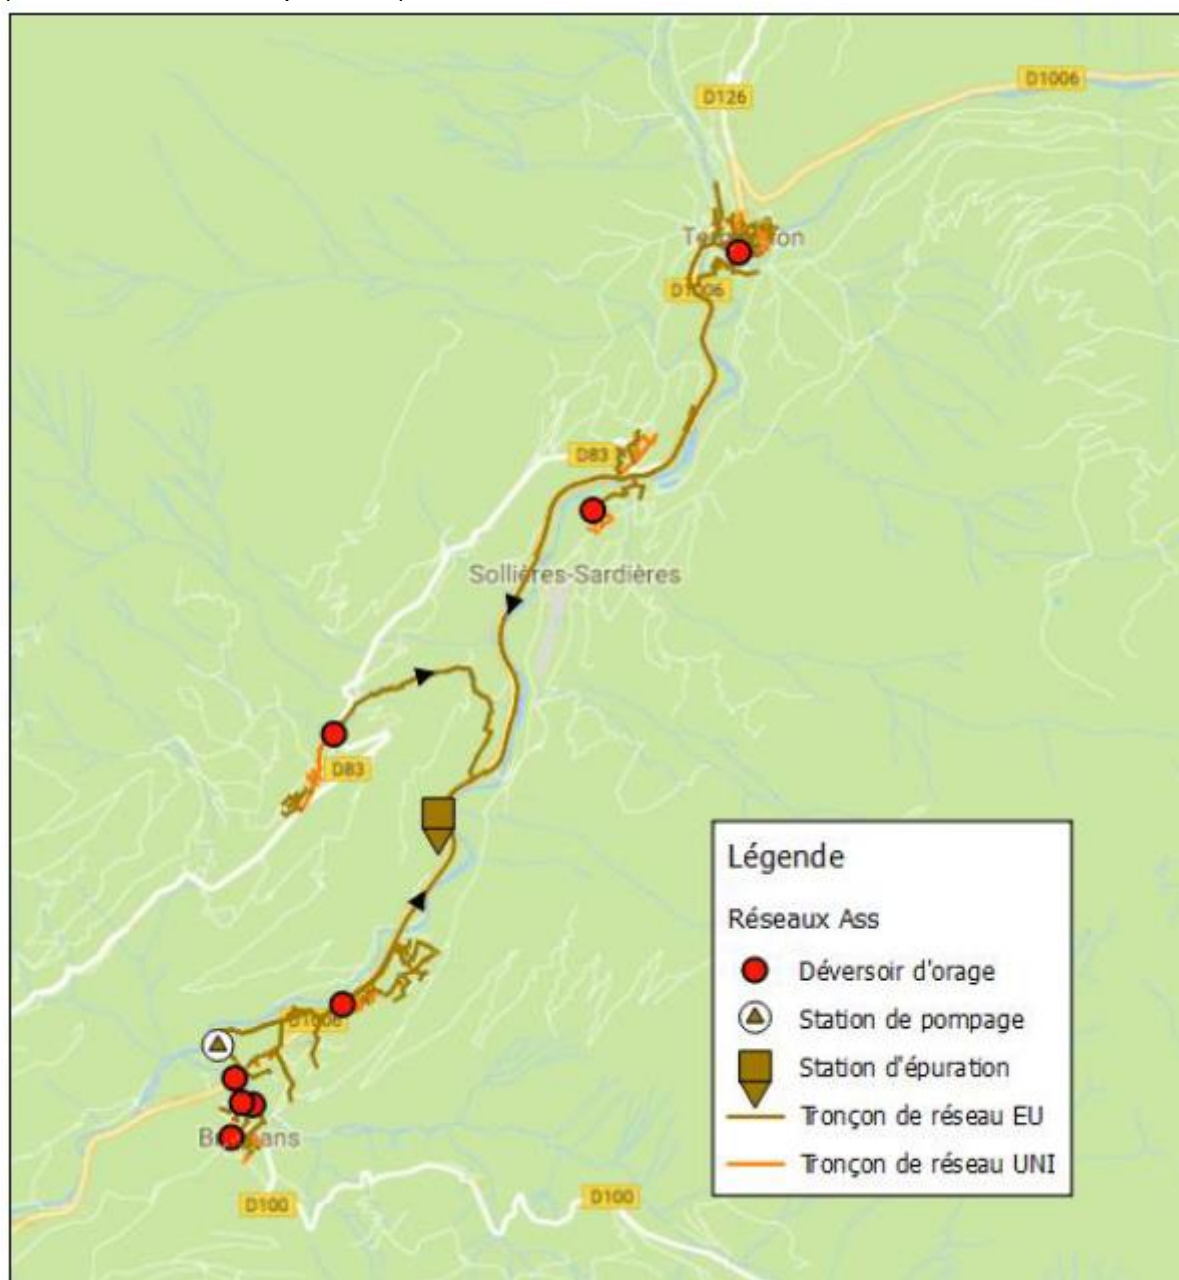 D1006
D126
D1006
D83
Sollières-Sardières
D83
Légende
Réseaux Ass
Déversoir d'orage
Station de pompage
Station d'épuration
Tronçon de réseau EU
Tronçon de réseau UNI
D100
D100